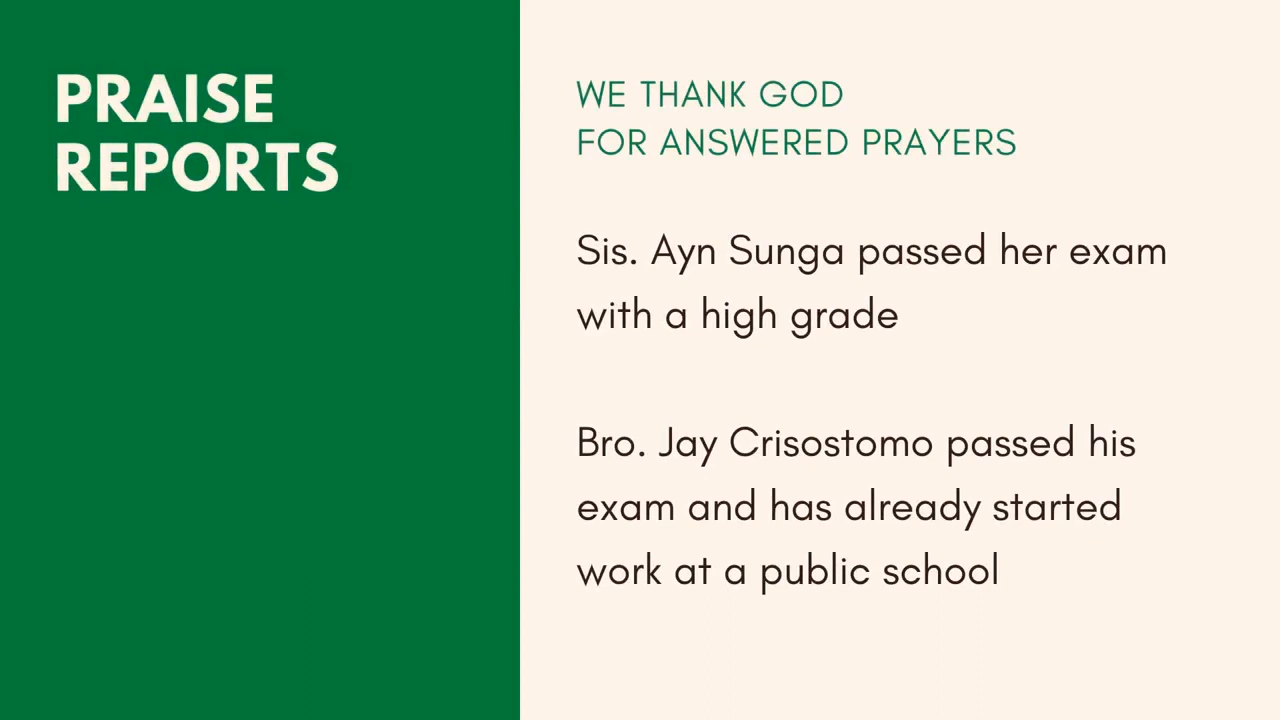 PRAISE
REPORTS
WE THANK GOD
FOR ANSWERED PRAYERS
Sis. Ayn Sunga passed her exam
with a high grade
Bro. Jay Crisostomo passed his
exam and has already started
work at a public school